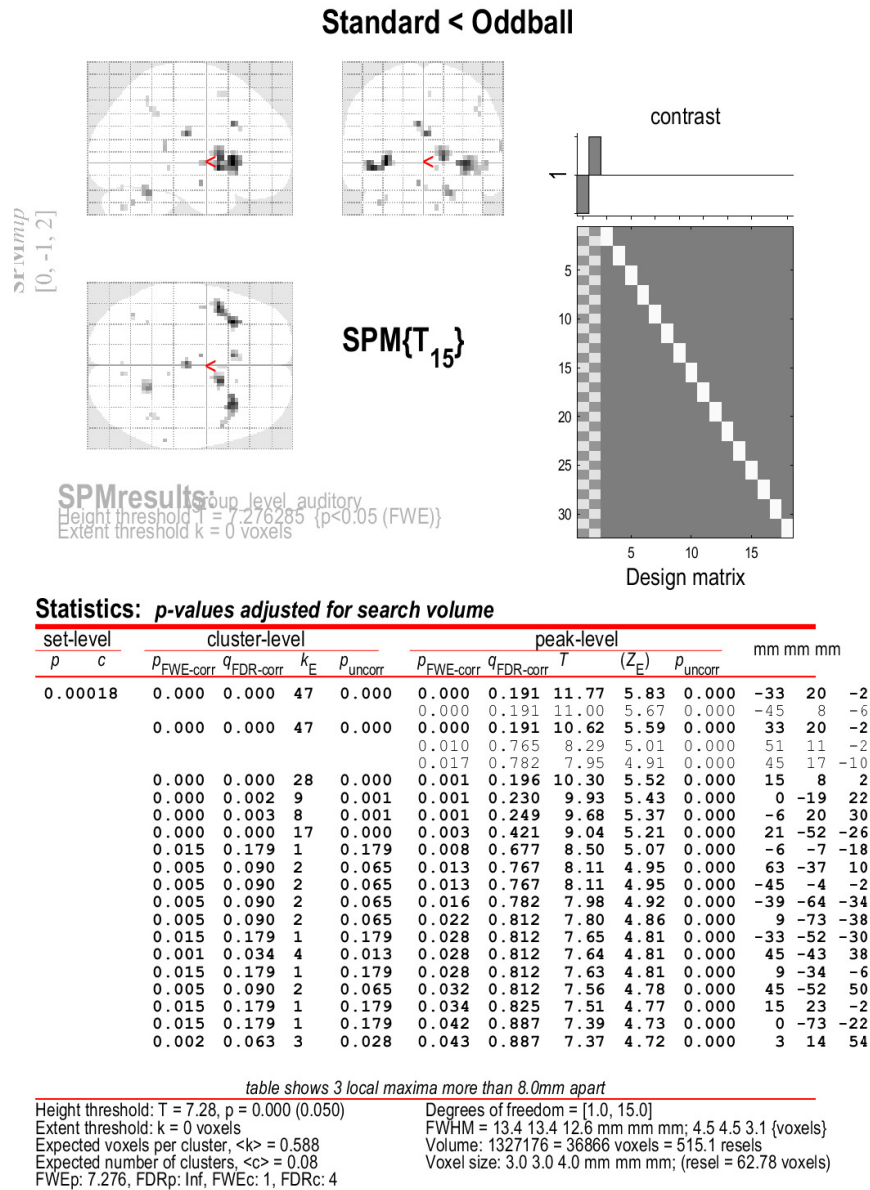 Standard < Oddball
contrast
1
SPMmip
[0, -1, 2]
<
<
<
SPM{T15}
5
10
15
20
25
30
5 10 15
Design matrix
SPMresults: \group_level_auditory
Height threshold T = 7.276285 {p<0.05 (FWE)}
Extent threshold k = 0 voxels
Statistics: p-values adjusted for search volume
set-level cluster-level peak-level mm mm mm
p c pFWE-corr qFDR-corr kE puncorr pFWE-corr qFDR-corr T (ZE) puncorr
0.00018 0.000 0.000 47 0.000 0.000 0.191 11.77 5.83 0.000 -33 20 -2
0.000 0.191 11.00 5.67 0.000 -45 8 -6
0.000 0.000 47 0.000 0.000 0.191 10.62 5.59 0.000 33 20 -2
0.010 0.765 8.29 5.01 0.000 51 11 -2
0.017 0.782 7.95 4.91 0.000 45 17 -10
0.000 0.000 28 0.000 0.001 0.196 10.30 5.52 0.000 15 8 2
0.000 0.002 9 0.001 0.001 0.230 9.93 5.43 0.000 0 -19 22
0.000 0.003 8 0.001 0.001 0.249 9.68 5.37 0.000 -6 20 30
0.000 0.000 17 0.000 0.003 0.421 9.04 5.21 0.000 21 -52 -26
0.015 0.179 1 0.179 0.008 0.677 8.50 5.07 0.000 -6 -7 -18
0.005 0.090 2 0.065 0.013 0.767 8.11 4.95 0.000 63 -37 10
0.005 0.090 2 0.065 0.013 0.767 8.11 4.95 0.000 -45 -4 -2
0.005 0.090 2 0.065 0.016 0.782 7.98 4.92 0.000 -39 -64 -34
0.005 0.090 2 0.065 0.022 0.812 7.80 4.86 0.000 9 -73 -38
0.015 0.179 1 0.179 0.028 0.812 7.65 4.81 0.000 -33 -52 -30
0.001 0.034 4 0.013 0.028 0.812 7.64 4.81 0.000 45 -43 38
0.015 0.179 1 0.179 0.028 0.812 7.63 4.81 0.000 9 -34 -6
0.005 0.090 2 0.065 0.032 0.812 7.56 4.78 0.000 45 -52 50
0.015 0.179 1 0.179 0.034 0.825 7.51 4.77 0.000 15 23 -2
0.015 0.179 1 0.179 0.042 0.887 7.39 4.73 0.000 0 -73 -22
0.002 0.063 3 0.028 0.043 0.887 7.37 4.72 0.000 3 14 54
table shows 3 local maxima more than 8.0mm apart
Height threshold: T = 7.28, p = 0.000 (0.050)
Extent threshold: k = 0 voxels
Expected voxels per cluster, <k> = 0.588
Expected number of clusters, <c> = 0.08
FWEp: 7.276, FDRp: Inf, FWEc: 1, FDRc: 4
Degrees of freedom = [1.0, 15.0]
FWHM = 13.4 13.4 12.6 mm mm mm; 4.5 4.5 3.1 {voxels}
Volume: 1327176 = 36866 voxels = 515.1 resels
Voxel size: 3.0 3.0 4.0 mm mm mm; (resel = 62.78 voxels)